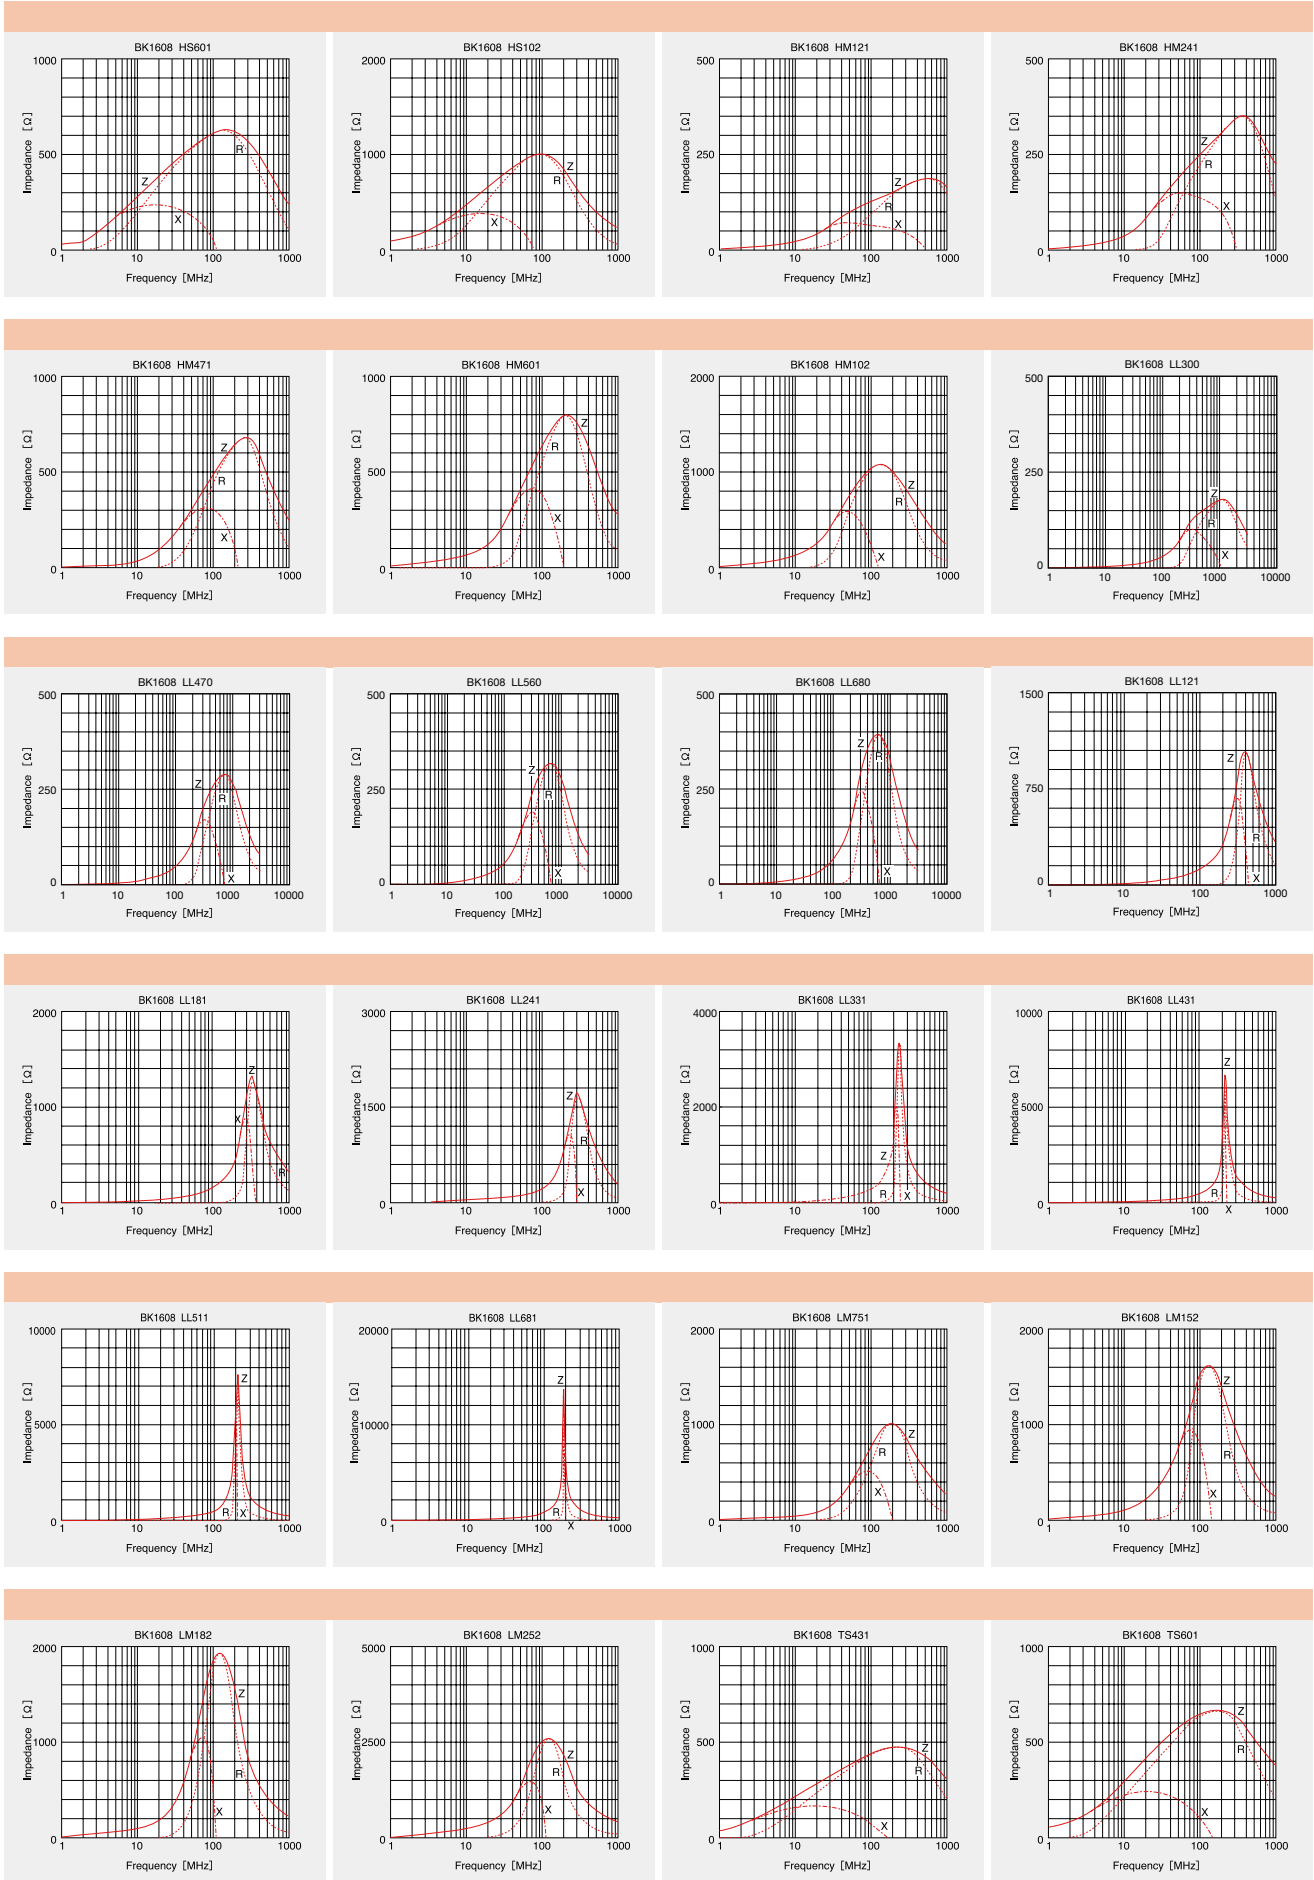 BK1608 HS601
1000
500
0
Impedance [Ω]
Z
R
X
1 10 100 1000
Frequency [MHz]
BK1608 HS102
2000
1000
0
Impedance [Ω]
Z
R
X
1 10 100 1000
Frequency [MHz]
BK1608 HM121
500
250
0
Impedance [Ω]
Z
R
X
1 10 100 1000
Frequency [MHz]
BK1608 HM241
500
250
0
Impedance [Ω]
Z
R
X
1 10 100 1000
Frequency [MHz]
BK1608 HM471
1000
500
0
Impedance [Ω]
Z
R
X
1 10 100 1000
Frequency [MHz]
BK1608 HM601
1000
500
0
Impedance [Ω]
Z
R
X
1 10 100 1000
Frequency [MHz]
BK1608 HM102
2000
1000
0
Impedance [Ω]
Z
R
X
1 10 100 1000
Frequency [MHz]
BK1608 LL300
500
250
0
Impedance [Ω]
Z
R
X
1 10 100 1000 10000
Frequency [MHz]
BK1608 LL470
500
250
0
Impedance [Ω]
Z
R
X
1 10 100 1000 10000
Frequency [MHz]
BK1608 LL560
500
250
0
Impedance [Ω]
Z
R
X
1 10 100 1000 10000
Frequency [MHz]
BK1608 LL680
500
250
0
Impedance [Ω]
Z
R
X
1 10 100 1000 10000
Frequency [MHz]
BK1608 LL121
1500
750
0
Impedance [Ω]
Z
R
X
1 10 100 1000
Frequency [MHz]
BK1608 LL181
2000
1000
0
Impedance [Ω]
Z
X
R
1 10 100 1000
Frequency [MHz]
BK1608 LL241
3000
1500
0
Impedance [Ω]
Z
R
X
1 10 100 1000
Frequency [MHz]
BK1608 LL331
4000
2000
0
Impedance [Ω]
Z
R
X
1 10 100 1000
Frequency [MHz]
BK1608 LL431
10000
5000
0
Impedance [Ω]
Z
R
X
1 10 100 1000
Frequency [MHz]
BK1608 LL511
10000
5000
0
Impedance [Ω]
Z
R
X
1 10 100 1000
Frequency [MHz]
BK1608 LL681
20000
10000
0
Impedance [Ω]
Z
R
X
1 10 100 1000
Frequency [MHz]
BK1608 LM751
2000
1000
0
Impedance [Ω]
Z
R
X
1 10 100 1000
Frequency [MHz]
BK1608 LM152
2000
1000
0
Impedance [Ω]
Z
R
X
1 10 100 1000
Frequency [MHz]
BK1608 LM182
2000
1000
0
Impedance [Ω]
Z
R
X
1 10 100 1000
Frequency [MHz]
BK1608 LM252
5000
2500
0
Impedance [Ω]
Z
R
X
1 10 100 1000
Frequency [MHz]
BK1608 TS431
1000
500
0
Impedance [Ω]
Z
R
X
1 10 100 1000
Frequency [MHz]
BK1608 TS601
1000
500
0
Impedance [Ω]
Z
R
X
1 10 100 1000
Frequency [MHz]